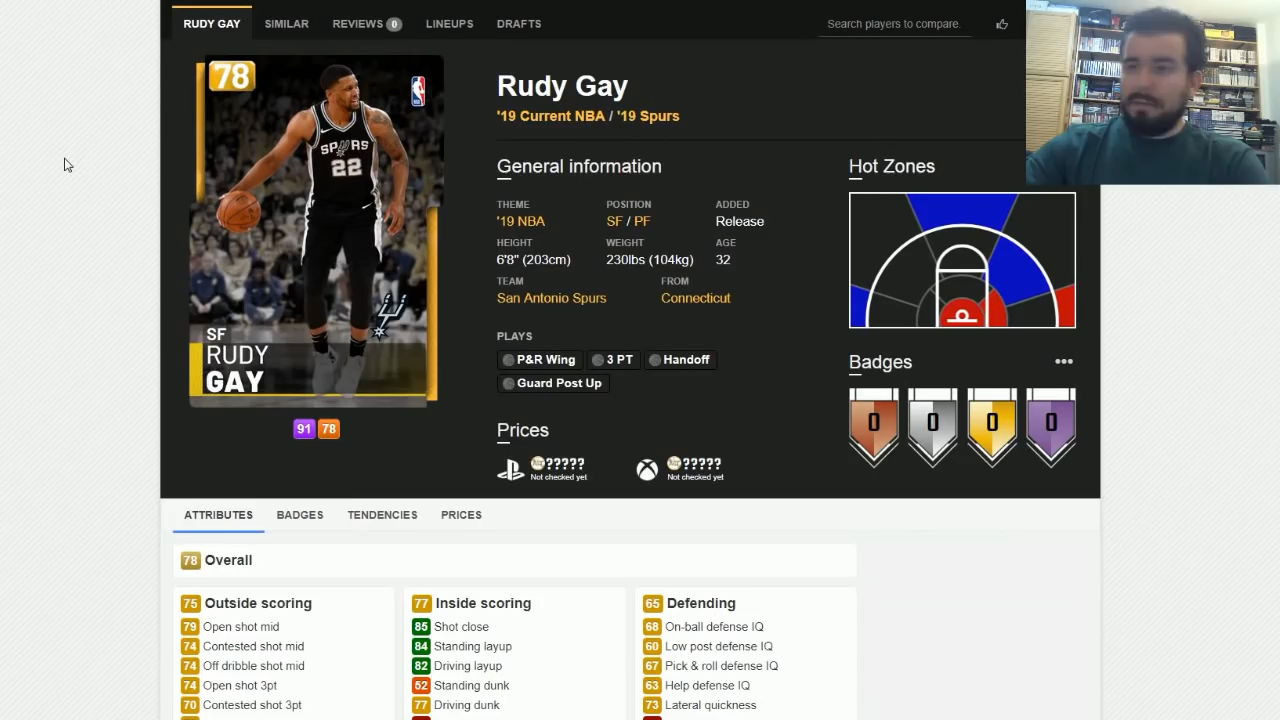 RUDY GAY
SIMILAR
REVIEWS 0
LINEUPS
DRAFTS
Search players to compare.
78
SPURS
22
SF
RUDY
GAY
91 78
Rudy Gay
'19 Current NBA / '19 Spurs
General information
THEME
'19 NBA
POSITION
SF / PF
ADDED
Release
HEIGHT
6'8" (203cm)
WEIGHT
230lbs (104kg)
AGE
32
TEAM
San Antonio Spurs
FROM
Connecticut
PLAYS
P&R Wing
3 PT
Handoff
Guard Post Up
Prices
?????
Not checked yet
?????
Not checked yet
Hot Zones
Badges
0 0 0 0
ATTRIBUTES
BADGES
TENDENCIES
PRICES
78 Overall
75 Outside scoring
79 Open shot mid
74 Contested shot mid
74 Off dribble shot mid
74 Open shot 3pt
70 Contested shot 3pt
77 Inside scoring
85 Shot close
84 Standing layup
82 Driving layup
52 Standing dunk
77 Driving dunk
65 Defending
68 On-ball defense IQ
60 Low post defense IQ
67 Pick & roll defense IQ
63 Help defense IQ
73 Lateral quickness